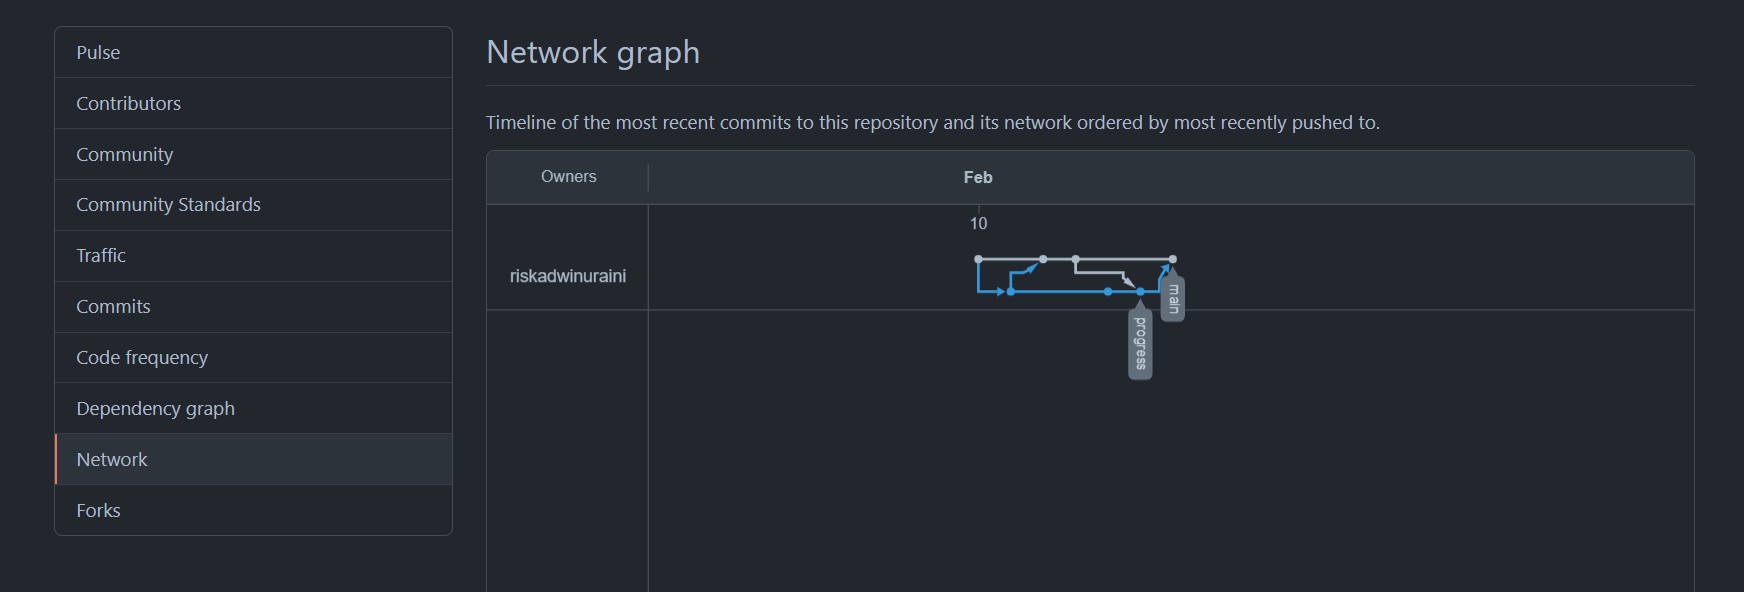 Pulse
Contributors
Community
Community Standards
Traffic
Commits
Code frequency
Dependency graph
Network
Forks
Network graph
Timeline of the most recent commits to this repository and its network ordered by most recently pushed to.
Owners
Feb
10
riskadwinuraini
main
progress